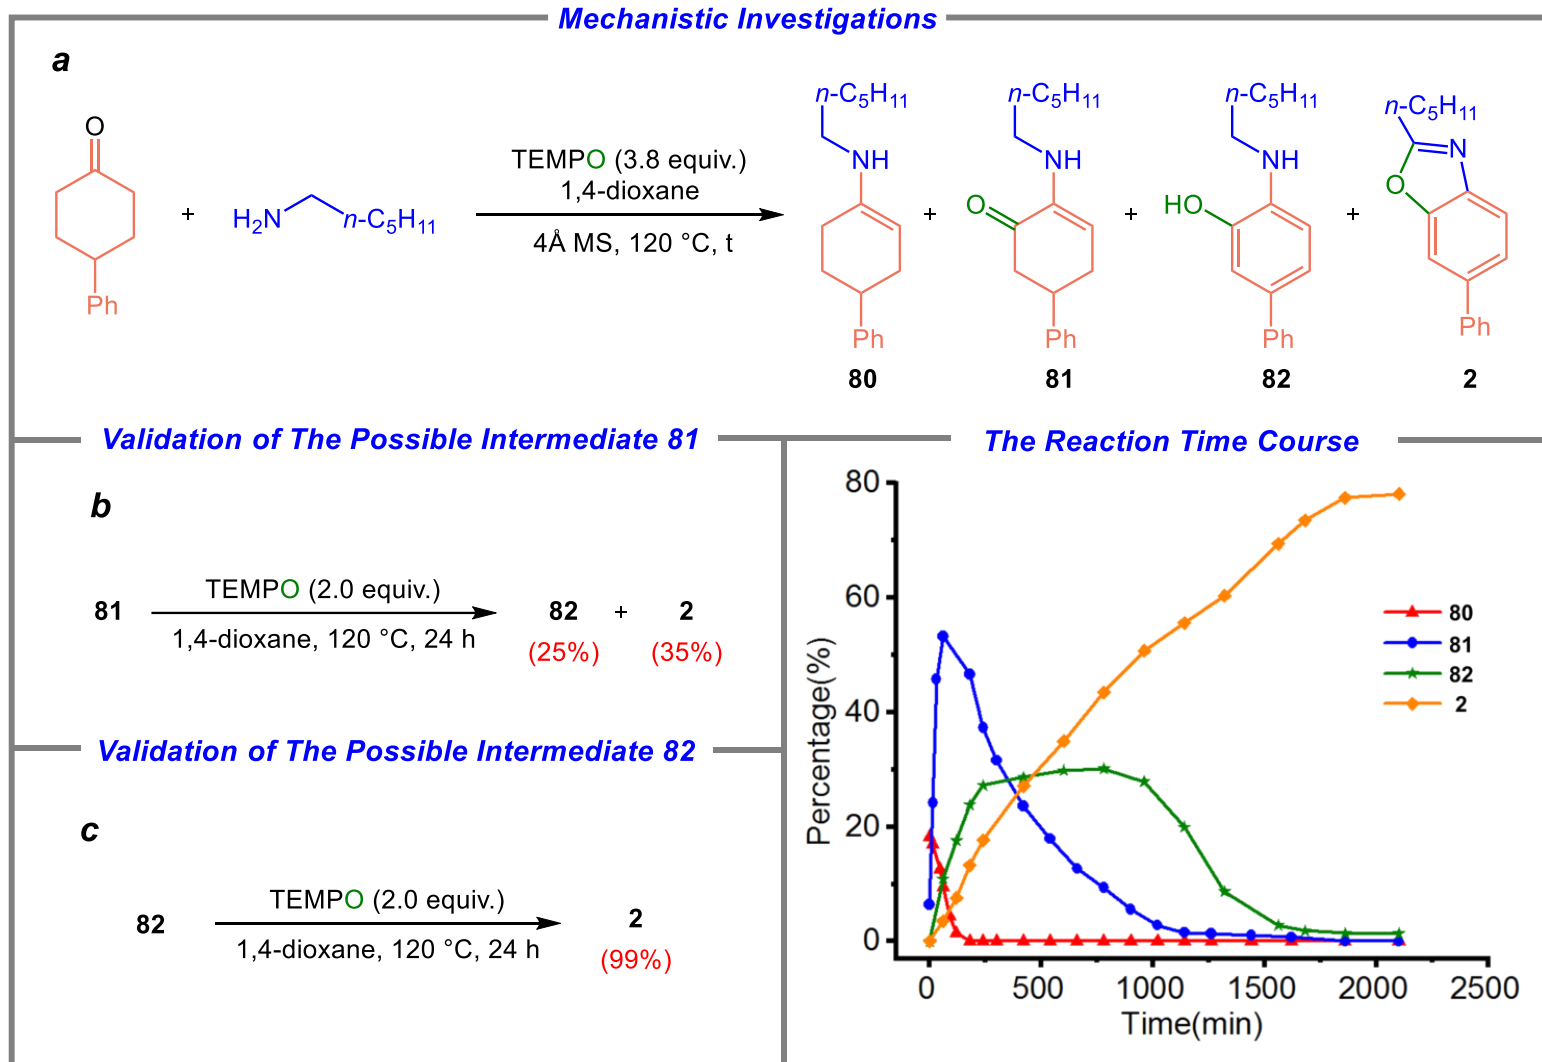 Mechanistic Investigations
a
O
Ph
+
H₂N
n-C₅H₁₁
TEMPO (3.8 equiv.)
1,4-dioxane
4Å MS, 120 °C, t
n-C₅H₁₁
NH
Ph
80
+
n-C₅H₁₁
NH
O
Ph
81
+
n-C₅H₁₁
NH
HO
Ph
82
+
n-C₅H₁₁
N
O
Ph
2
Validation of The Possible Intermediate 81
b
81
TEMPO (2.0 equiv.)
1,4-dioxane, 120 °C, 24 h
82 + 2
(25%) (35%)
Validation of The Possible Intermediate 82
c
82
TEMPO (2.0 equiv.)
1,4-dioxane, 120 °C, 24 h
2
(99%)
The Reaction Time Course
Percentage(%)
80
60
40
20
0
80
81
82
2
0 500 1000 1500 2000 2500
Time(min)